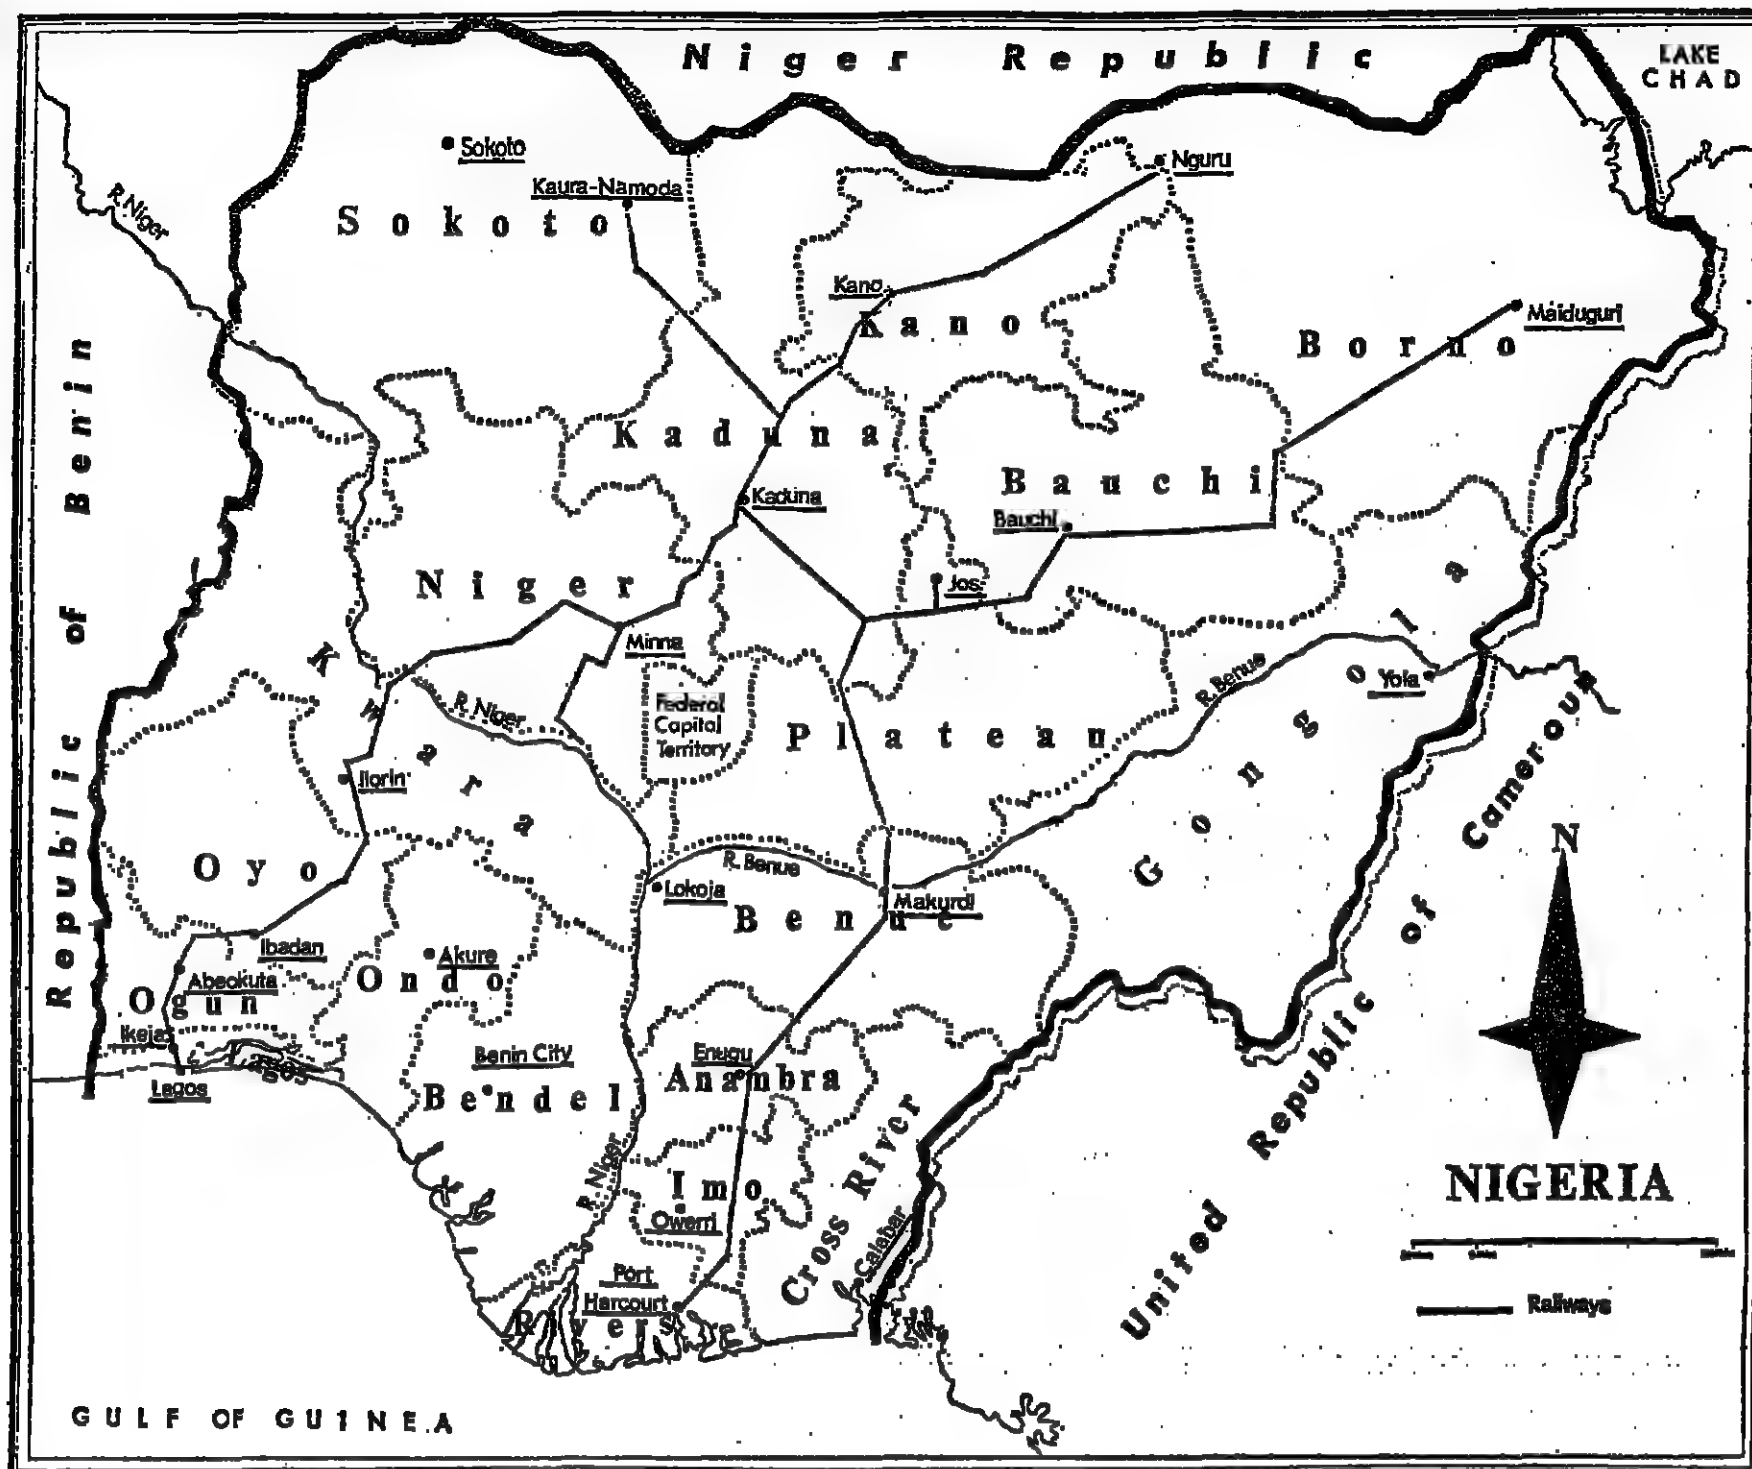 Niger Republic
LAKE
CHAD
Sokoto
Kaura-Namoda
Sokoto
R. Niger
Nguru
Kano
Kano
Maiduguri
Borno
Republic of Benin
Kaduna
Kaduna
Bauchi
Bauchi
Jos
Niger
Minna
Kwara
R. Niger
Federal
Capital
Territory
Plateau
R. Benue
Yola
Gongola
Ilorin
Oyo
R. Benue
Lokoja
Makurdi
Benue
Ibadan
Akure
Ondo
Abeokuta
Ogun
Ikeja
Lagos
Lagos
Benin City
Bendel
Enugu
Anambra
R. Niger
Imo
Owerri
Cross River
Calabar
Port
Harcourt
Rivers
United Republic of Cameroun
N
NIGERIA
Railways
GULF OF GUINEA